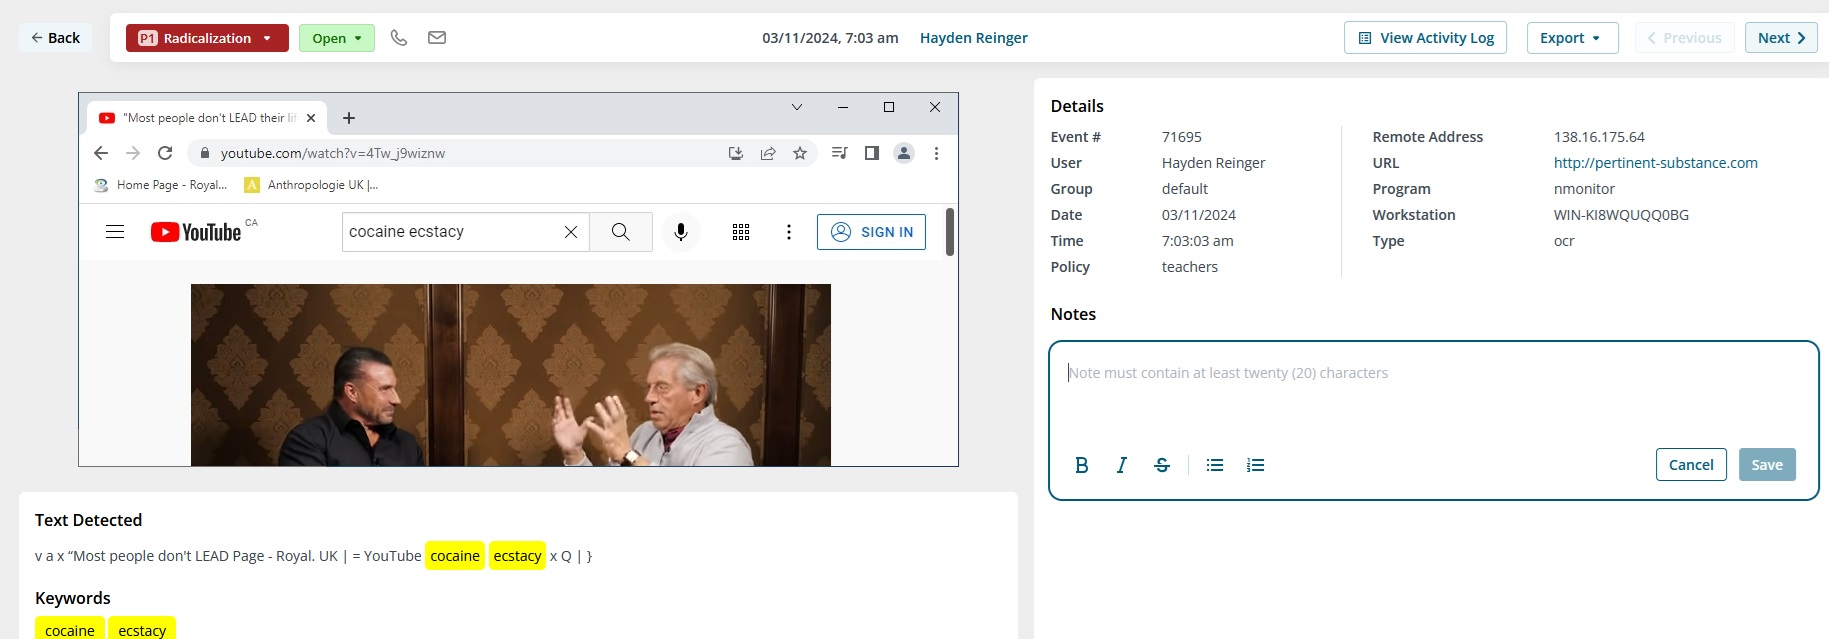 Back
P1 Radicalization
Open
03/11/2024, 7:03 am
Hayden Reinger
View Activity Log
Export
Previous
Next
"Most people don't LEAD their lif
youtube.com/watch?v=4Tw_j9wiznw
Home Page - Royal...
A Anthropologie UK |...
YouTube CA
cocaine ecstacy
SIGN IN
Text Detected
v a x “Most people don't LEAD Page - Royal. UK | = YouTube cocaine ecstacy x Q | }
Keywords
cocaine ecstacy
Details
Event # 71695
User Hayden Reinger
Group default
Date 03/11/2024
Time 7:03:03 am
Policy teachers
Remote Address 138.16.175.64
URL http://pertinent-substance.com
Program nmonitor
Workstation WIN-KI8WQUQQ0BG
Type ocr
Notes
Note must contain at least twenty (20) characters
B I S
Cancel
Save